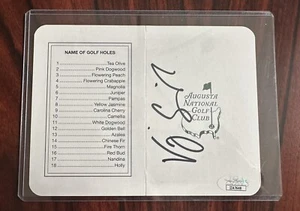 NAME OF GOLF HOLES
1 Tea Olive
2 Pink Dogwood
3 Flowering Peach
4 Flowering Crabapple
5 Magnolia
6 Juniper
7 Pampas
8 Yellow Jasmine
9 Carolina Cherry
10 Camellia
11 White Dogwood
12 Golden Bell
13 Azalea
14 Chinese Fir
15 Fire Thorn
16 Red Bud
17 Nandina
18 Holly
AUGUSTA
NATIONAL
GOLF
CLUB
JSA